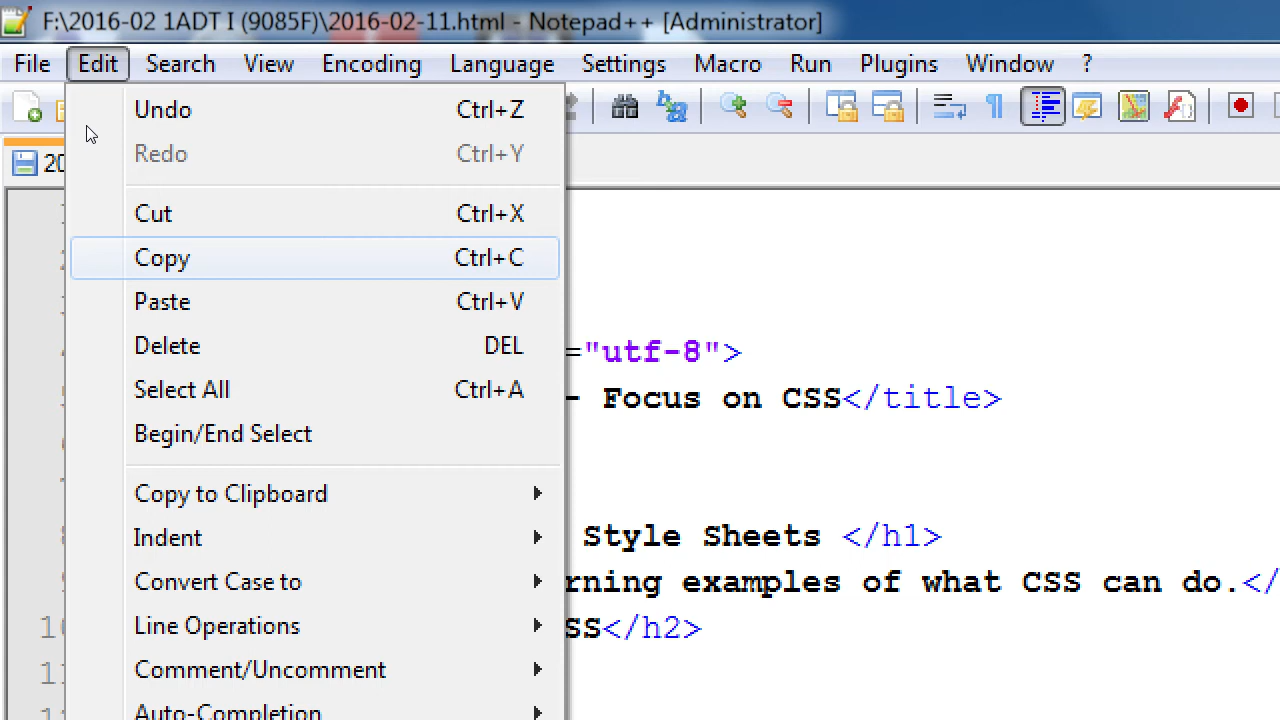 F:\2016-02 1ADT I (9085F)\2016-02-11.html - Notepad++ [Administrator]
File Edit Search View Encoding Language Settings Macro Run Plugins Window ?
Undo Ctrl+Z
Redo Ctrl+Y
Cut Ctrl+X
Copy Ctrl+C
Paste Ctrl+V
Delete DEL
="utf-8">
Select All Ctrl+A
- Focus on CSS</title>
Begin/End Select
Copy to Clipboard
Indent
Style Sheets </h1>
Convert Case to
rning examples of what CSS can do.</
Line Operations
SS</h2>
Comment/Uncomment
Auto-Completion